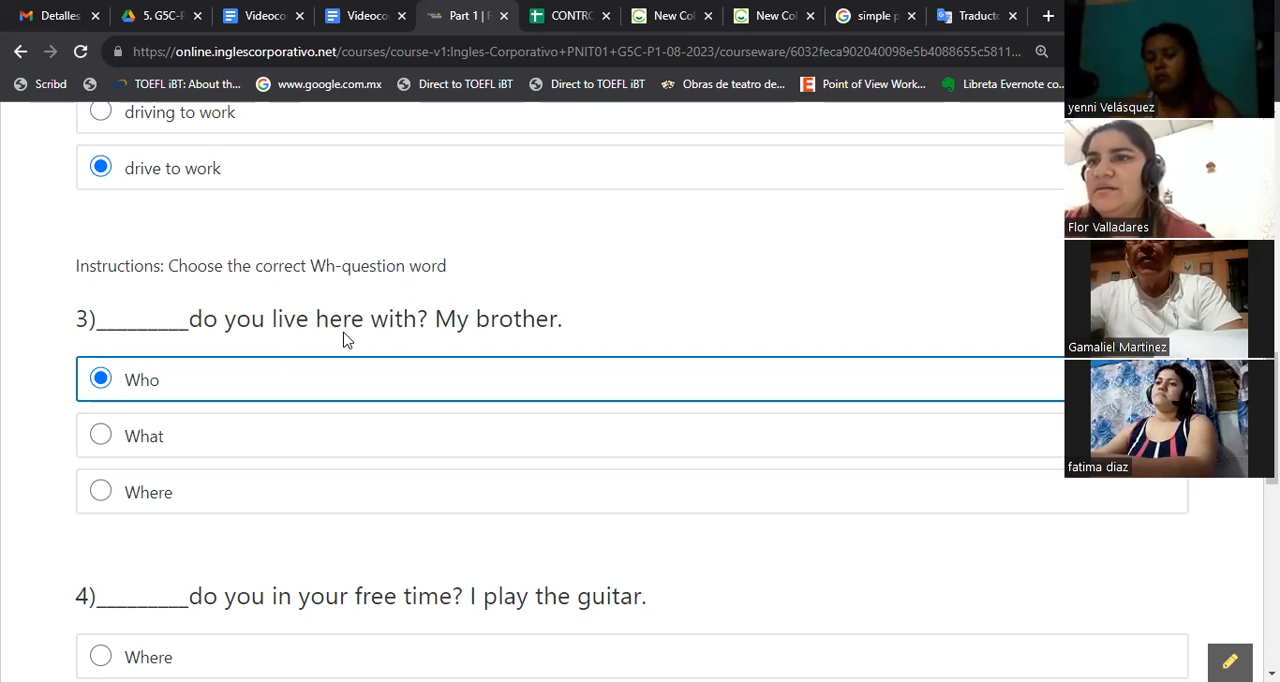 Detalles
5. G5C-P
Videoco
Videoco
Part 1 | F
CONTRO
New Col
New Col
simple p
Traducto
yenni Velásquez
https://online.inglescorporativo.net/courses/course-v1:Ingles-Corporativo+PNIT01+G5C-P1-08-2023/courseware/6032feca902040098e5b4088655c5811...
Scribd
TOEFL iBT: About th...
www.google.com.mx
Direct to TOEFL iBT
Direct to TOEFL iBT
Obras de teatro de...
Point of View Work...
Libreta Evernote co...
driving to work
drive to work
Flor Valladares
Instructions: Choose the correct Wh-question word
3)________do you live here with? My brother.
Gamaliel Martinez
Who
What
fatima diaz
Where
4)________do you in your free time? I play the guitar.
Where